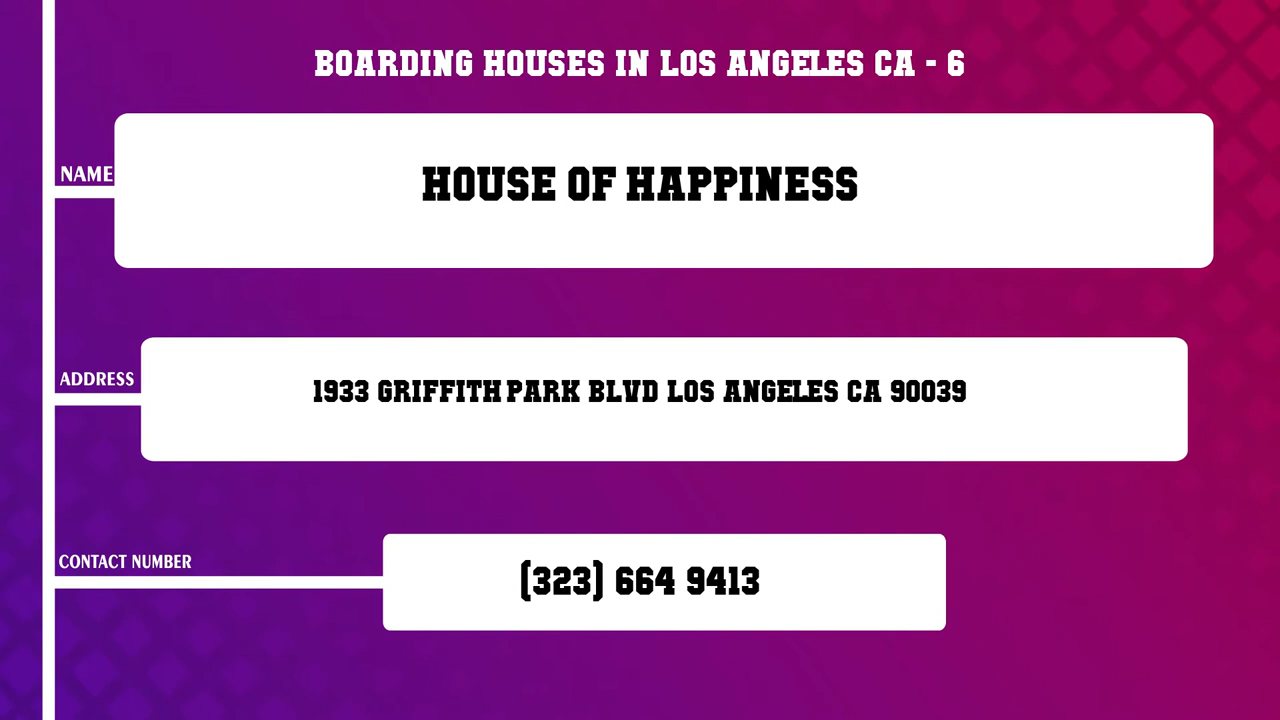 BOARDING HOUSES IN LOS ANGELES CA - 6
NAME
HOUSE OF HAPPINESS
ADDRESS
1933 GRIFFITH PARK BLVD LOS ANGELES CA 90039
CONTACT NUMBER
(323) 664 9413